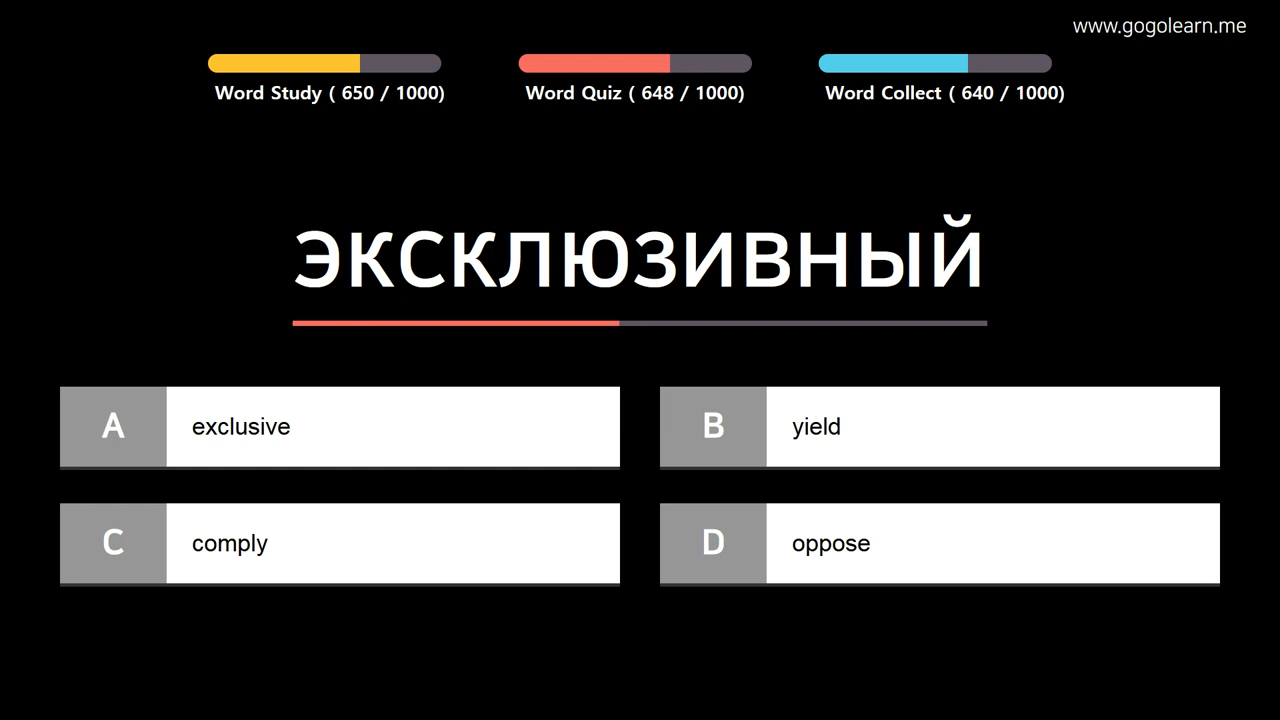 www.gogolearn.me
Word Study ( 650 / 1000)
Word Quiz ( 648 / 1000)
Word Collect ( 640 / 1000)
ЭКСКЛЮЗИВНЫЙ
A
exclusive
B
yield
C
comply
D
oppose